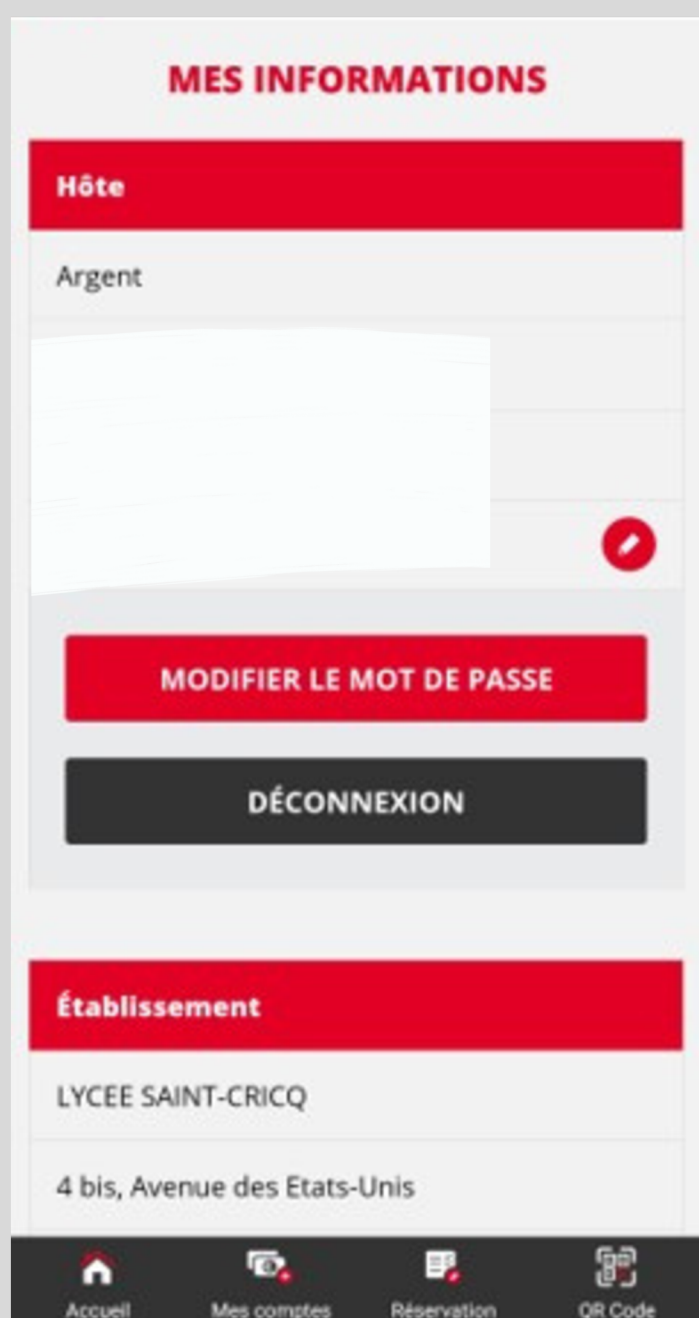 MES INFORMATIONS
Hôte
Argent
MODIFIER LE MOT DE PASSE
DÉCONNEXION
Établissement
LYCEE SAINT-CRICQ
4 bis, Avenue des Etats-Unis
Accueil
Mes comptes
Réservation
QR Code